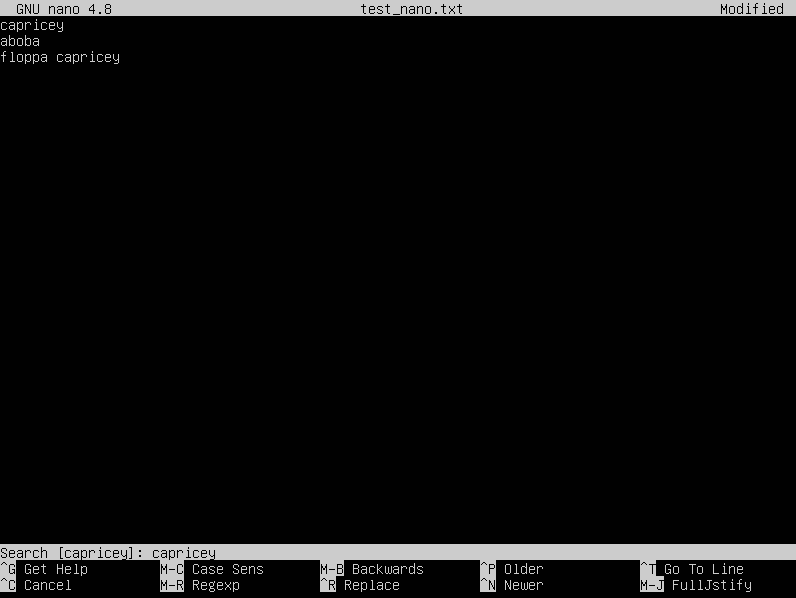 GNU nano 4.8 test_nano.txt Modified
capricey
aboba
floppa capricey
Search [capricey]: capricey
^G Get Help M-C Case Sens M-B Backwards ^P Older ^T Go To Line
^C Cancel M-R Regexp ^R Replace ^N Newer M-J FullJstify